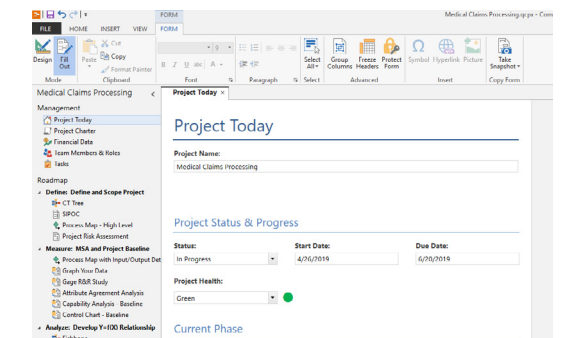 FORM
Medical Claims Processing.qcpx - Com
FILE HOME INSERT VIEW FORM
Design Fill Out Paste Cut Copy Format Painter
9
B I U abc A
Select All Group Columns Freeze Headers Protect Form Symbol Hyperlink Picture Take Snapshot
Mode Clipboard Font Paragraph Select Advanced Insert Copy Form
Medical Claims Processing
Project Today ×
Management
Project Today
Project Charter
Financial Data
Team Members & Roles
Tasks
Roadmap
Define: Define and Scope Project
CT Tree
SIPOC
Process Map - High Level
Project Risk Assessment
Measure: MSA and Project Baseline
Process Map with Input/Output Det
Graph Your Data
Gage R&R Study
Attribute Agreement Analysis
Capability Analysis - Baseline
Control Chart - Baseline
Analyze: Develop Y=f(X) Relationship
Fishbone
Project Today
Project Name:
Medical Claims Processing
Project Status & Progress
Status: Start Date: Due Date:
In Progress 4/26/2019 6/20/2019
Project Health:
Green
Current Phase